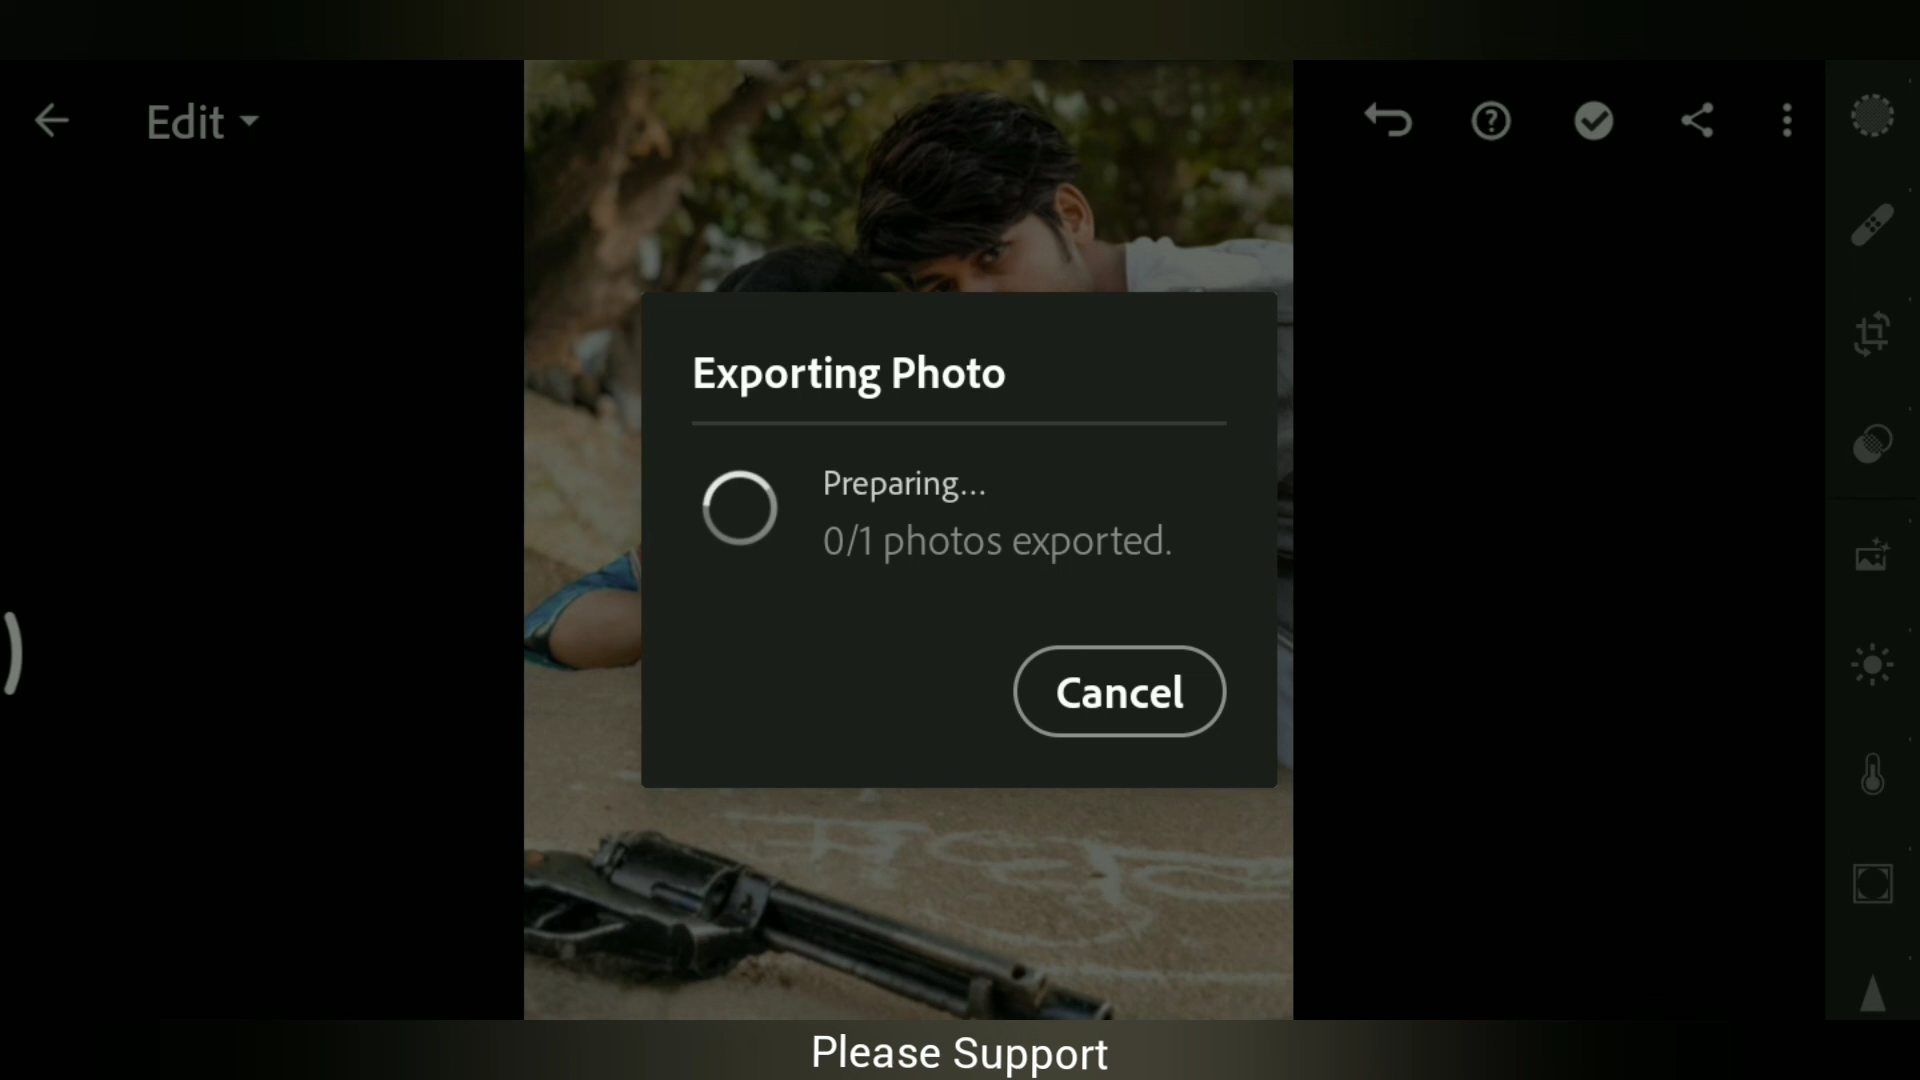 Edit
Exporting Photo
Preparing...
0/1 photos exported.
Cancel
Please Support